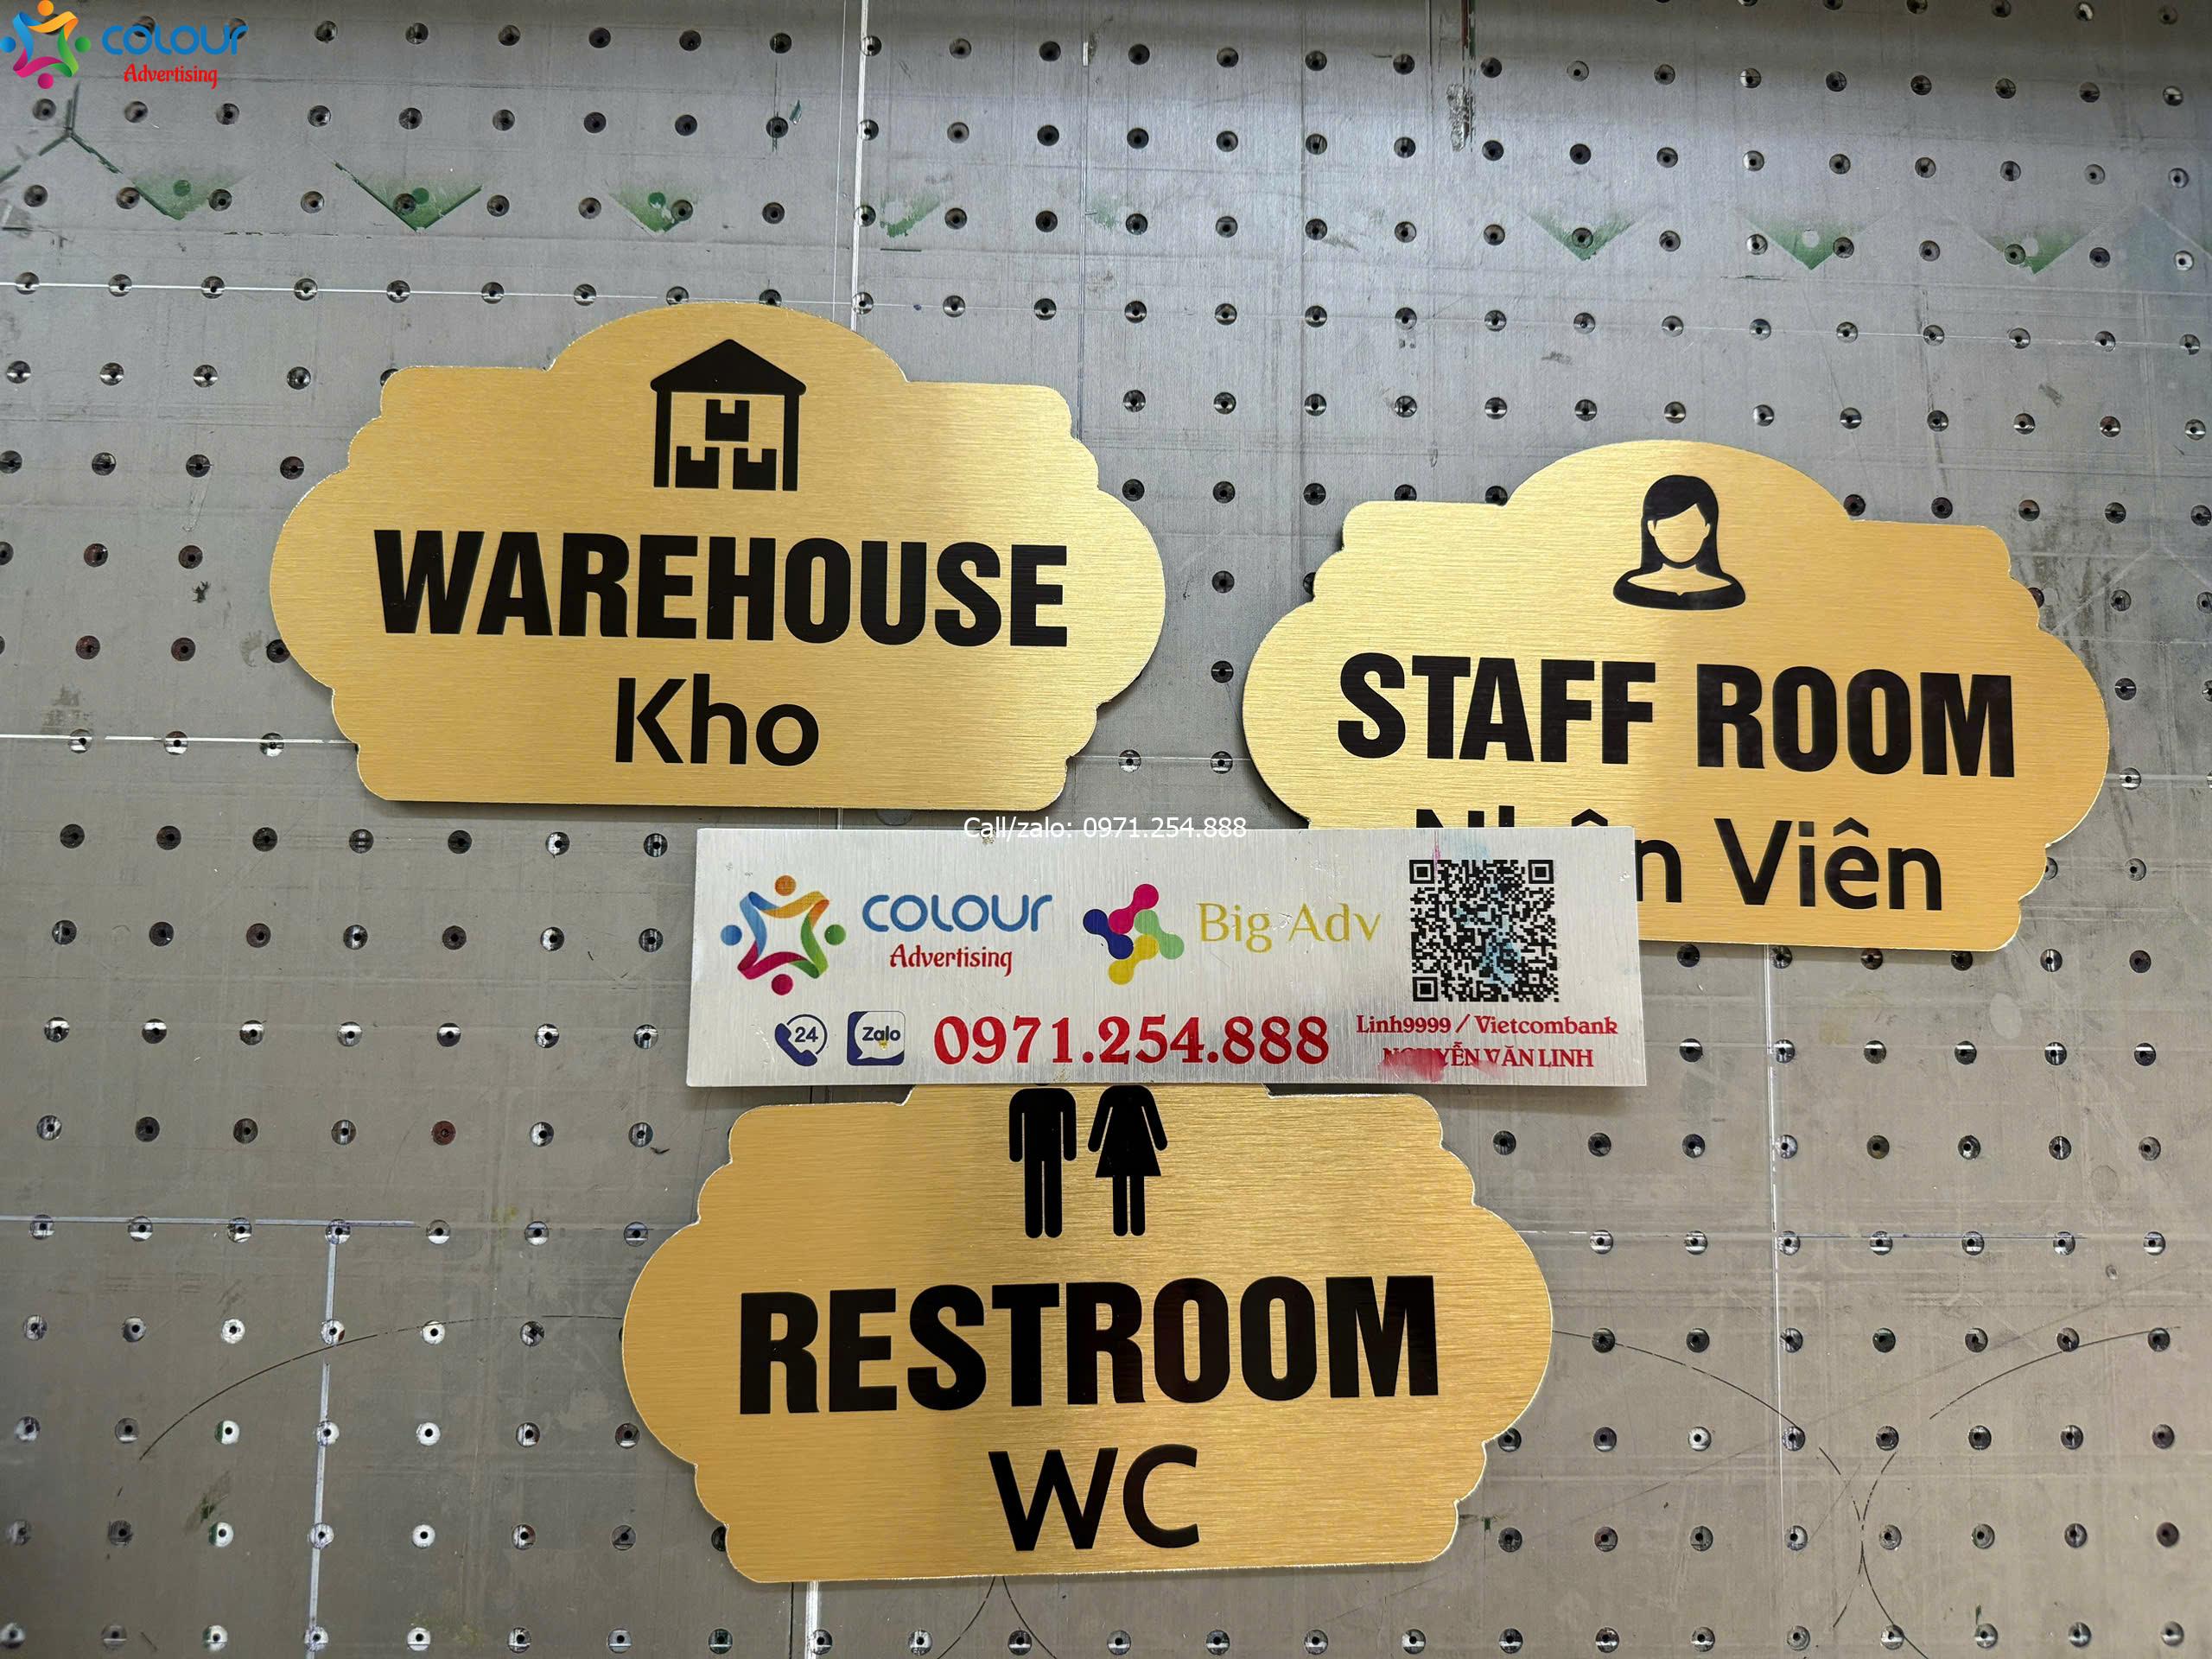 COLOUR
Advertising
WAREHOUSE
Kho
STAFF ROOM
Viên
Call/zalo: 0971.254.888
COLOUR
Advertising
Big Adv
24
Zalo
0971.254.888
Linh9999 / Vietcombank
VĂN LINH
RESTROOM
WC